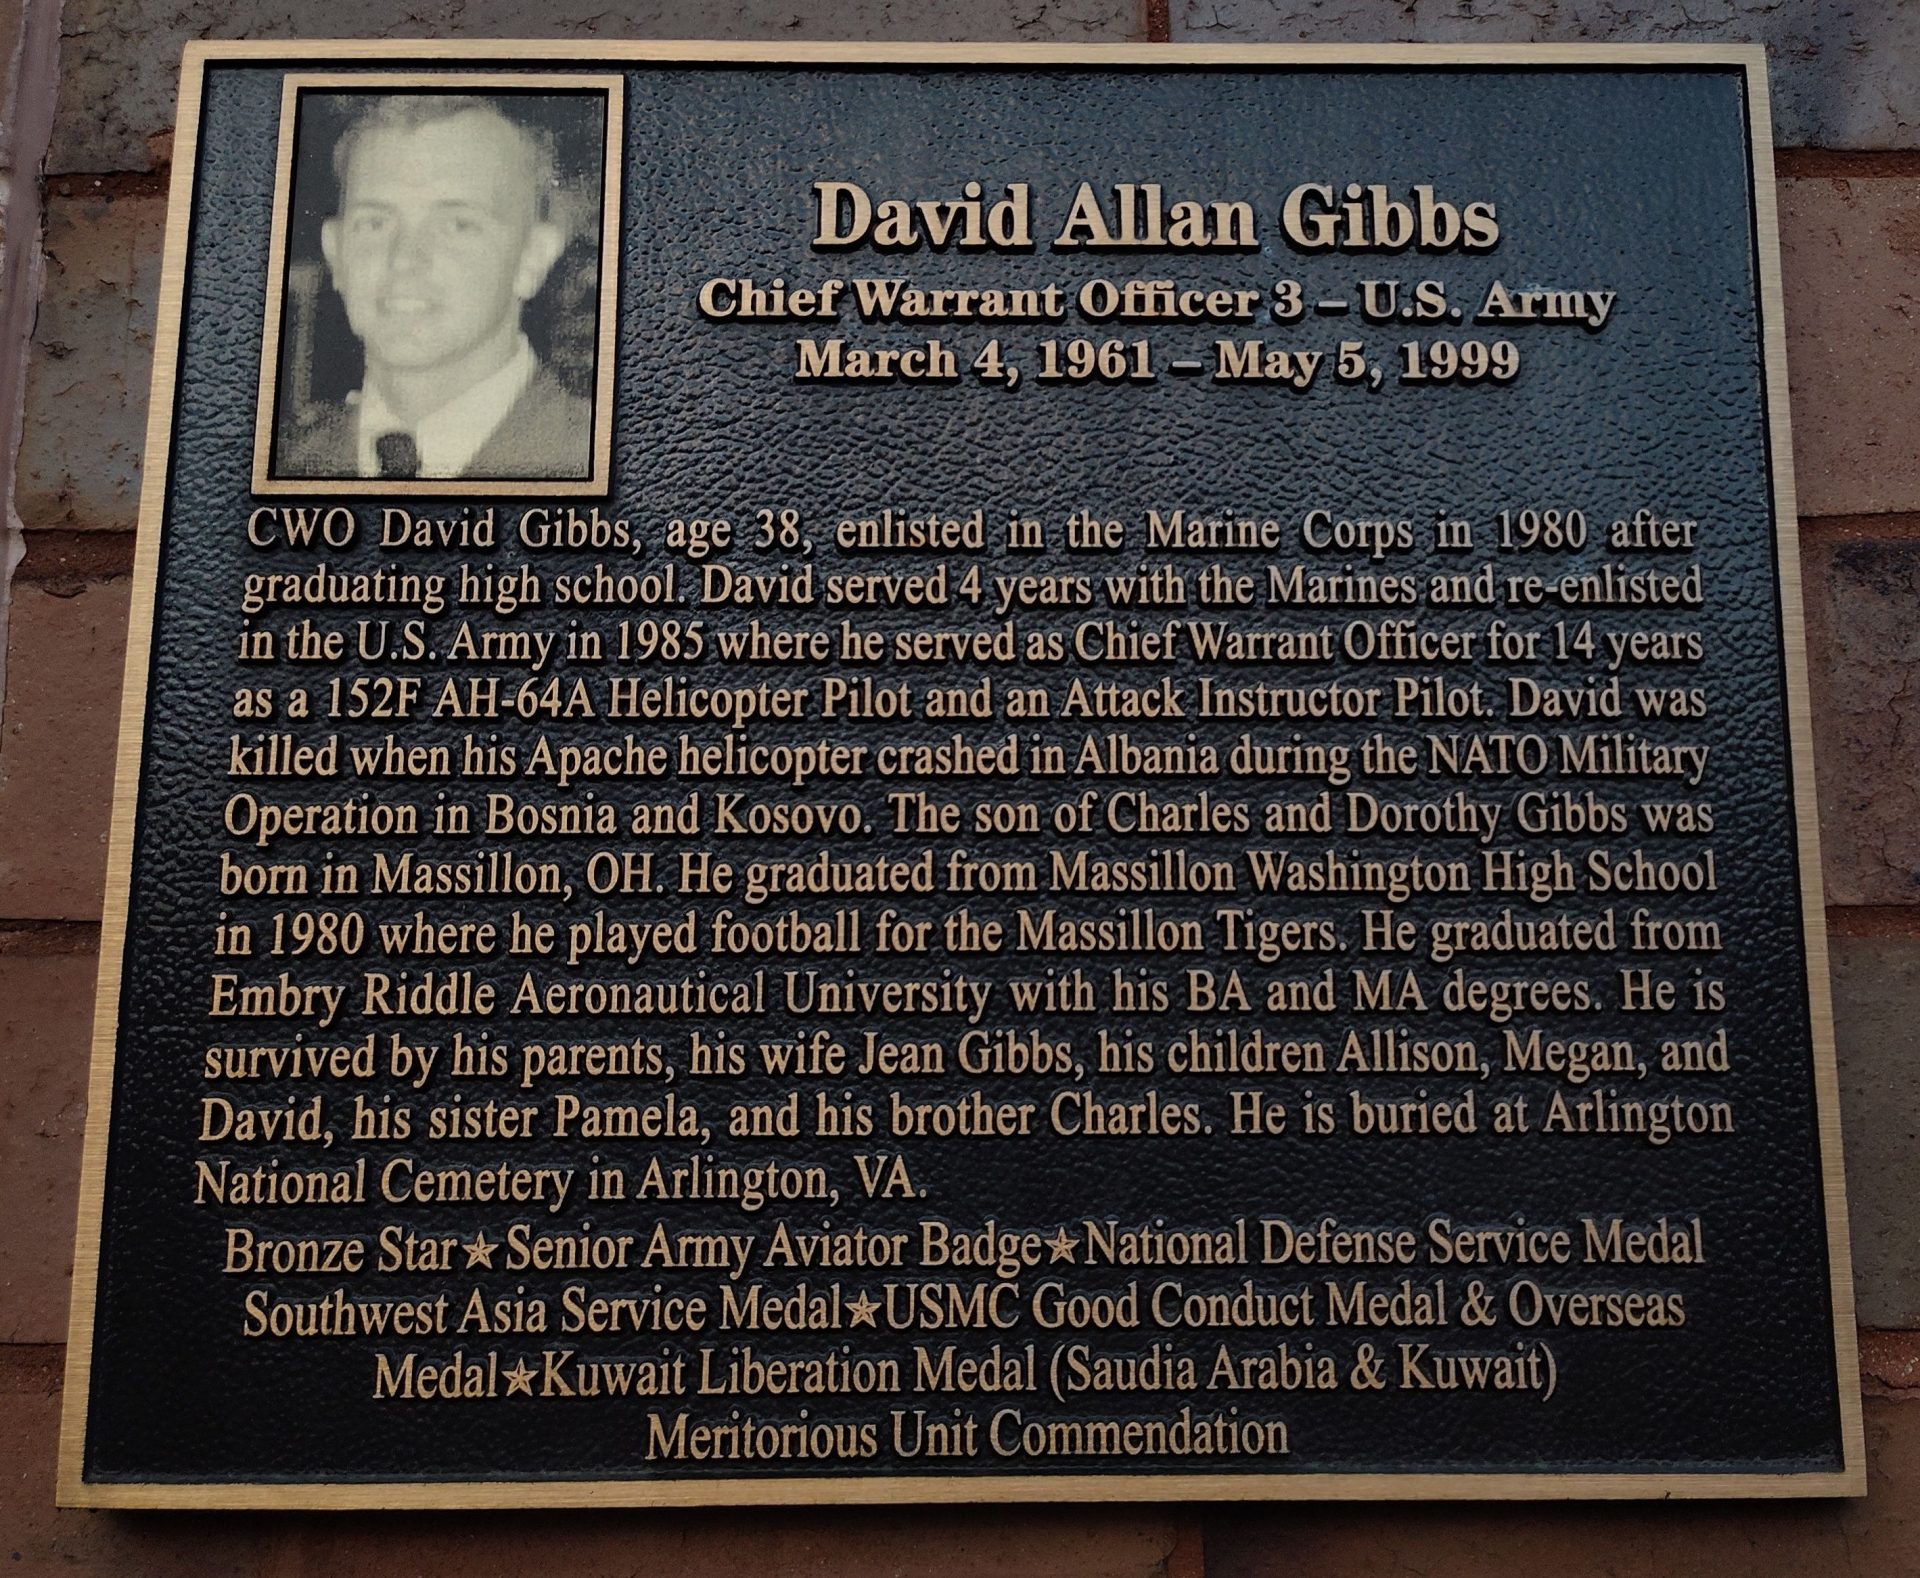 David Allan Gibbs
Chief Warrant Officer 3 – U.S. Army
March 4, 1961 – May 5, 1999
CWO David Gibbs, age 38, enlisted in the Marine Corps in 1980 after
graduating high school. David served 4 years with the Marines and re-enlisted
in the U.S. Army in 1985 where he served as Chief Warrant Officer for 14 years
as a 152F AH-64A Helicopter Pilot and an Attack Instructor Pilot. David was
killed when his Apache helicopter crashed in Albania during the NATO Military
Operation in Bosnia and Kosovo. The son of Charles and Dorothy Gibbs was
born in Massillon, OH. He graduated from Massillon Washington High School
in 1980 where he played football for the Massillon Tigers. He graduated from
Embry Riddle Aeronautical University with his BA and MA degrees. He is
survived by his parents, his wife Jean Gibbs, his children Allison, Megan, and
David, his sister Pamela, and his brother Charles. He is buried at Arlington
National Cemetery in Arlington, VA.
Bronze Star★Senior Army Aviator Badge★National Defense Service Medal
Southwest Asia Service Medal★USMC Good Conduct Medal & Overseas
Medal★Kuwait Liberation Medal (Saudia Arabia & Kuwait)
Meritorious Unit Commendation